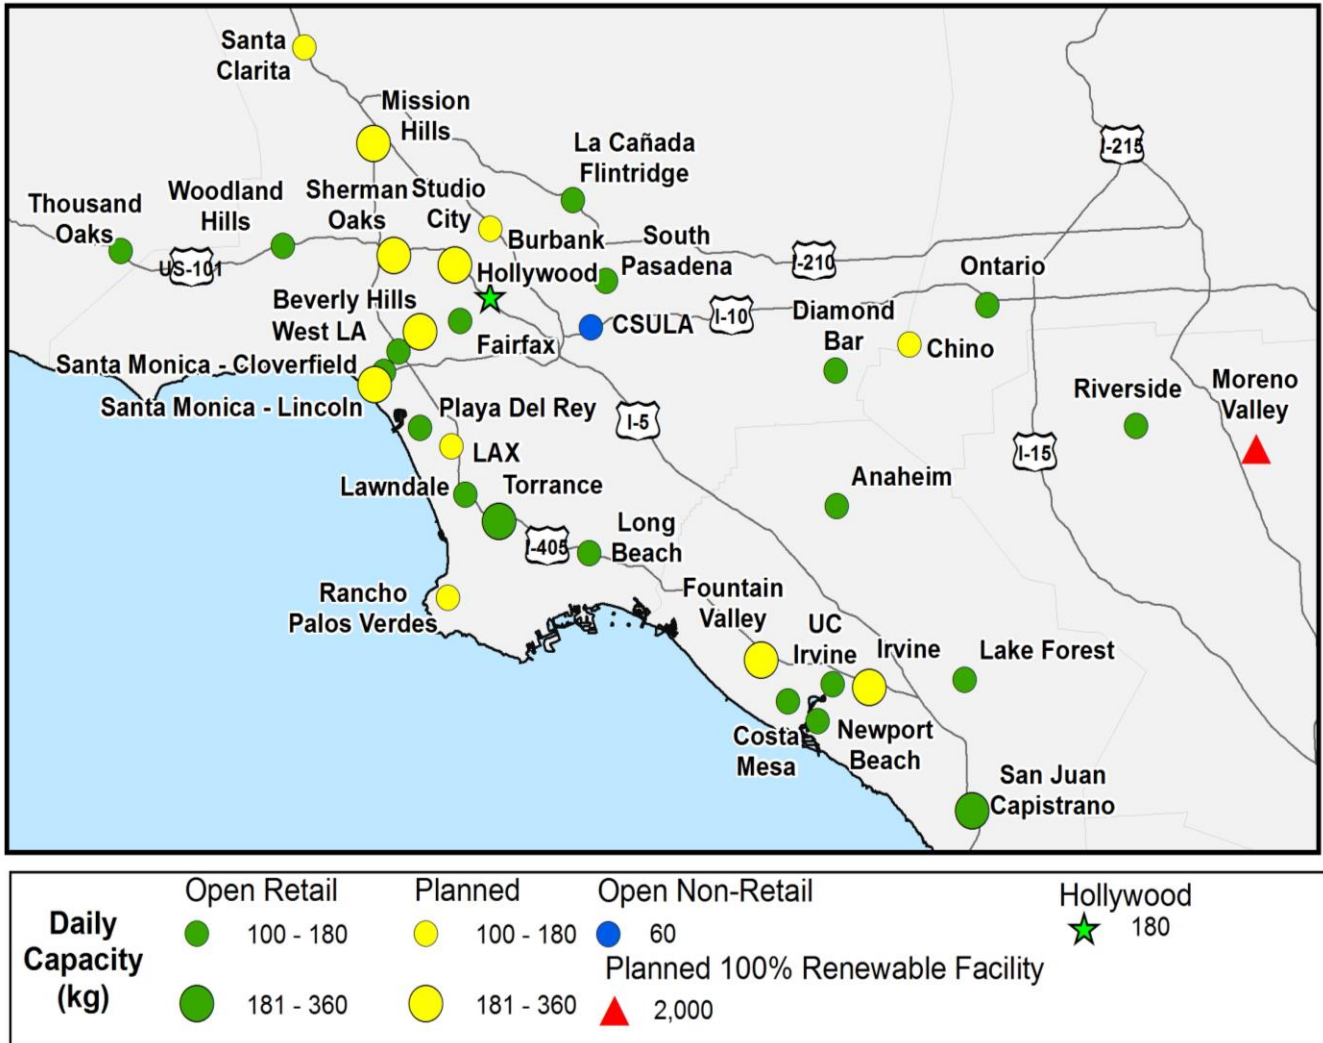 Santa
Clarita
Mission
Hills
La Cañada
Flintridge
I-215
Thousand
Oaks
Woodland
Hills
Sherman
Oaks
Studio
City
US-101
Burbank
South
Pasadena
I-210
Hollywood
Ontario
Beverly Hills
West LA
Fairfax
CSULA
I-10
Diamond
Bar
Chino
Santa Monica - Cloverfield
Santa Monica - Lincoln
Playa Del Rey
I-5
Riverside
Moreno
Valley
LAX
I-15
Lawndale
Torrance
Anaheim
I-405
Long
Beach
Rancho
Palos Verdes
Fountain
Valley
UC
Irvine
Irvine
Lake Forest
Costa
Mesa
Newport
Beach
San Juan
Capistrano
Daily
Capacity
(kg)
Open Retail
100 - 180
181 - 360
Planned
100 - 180
181 - 360
Open Non-Retail
60
Planned 100% Renewable Facility
2,000
Hollywood
180